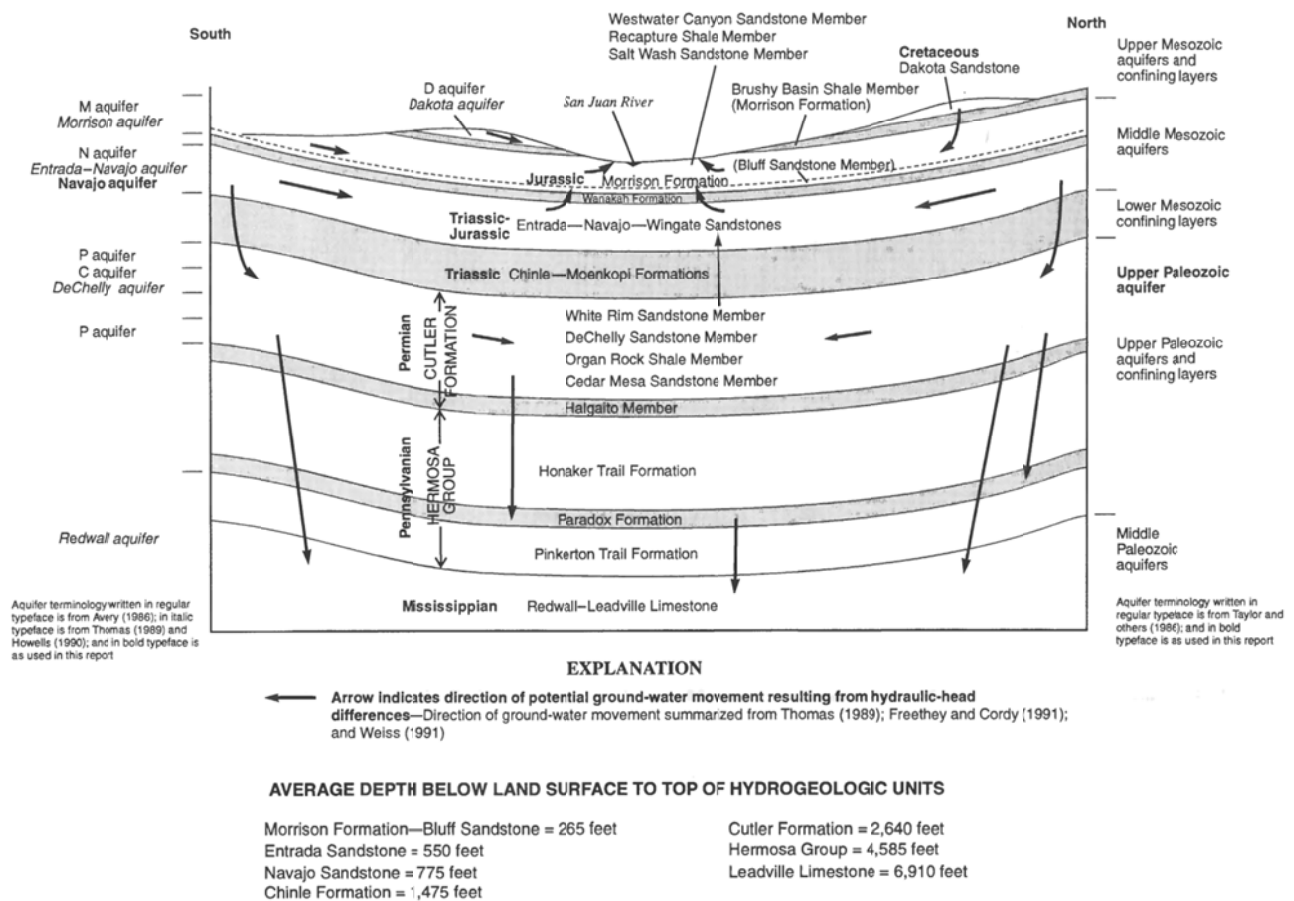 South
North
Westwater Canyon Sandstone Member
Recapture Shale Member
Salt Wash Sandstone Member
Cretaceous
Dakota Sandstone
D aquifer
Dakota aquifer
San Juan River
Brushy Basin Shale Member
(Morrison Formation)
(Bluff Sandstone Member)
M aquifer
Morrison aquifer
N aquifer
Entrada–Navajo aquifer
Navajo aquifer
P aquifer
C aquifer
DeChelly aquifer
P aquifer
Redwall aquifer
Jurassic Morrison Formation
Wanakah Formation
Triassic-
Jurassic
Entrada—Navajo—Wingate Sandstones
Triassic Chinle—Moenkopi Formations
Permian
CUTLER
FORMATION
White Rim Sandstone Member
DeChelly Sandstone Member
Organ Rock Shale Member
Cedar Mesa Sandstone Member
Halgaito Member
Pennsylvanian
HERMOSA
GROUP
Honaker Trail Formation
Paradox Formation
Pinkerton Trail Formation
Mississippian Redwall–Leadville Limestone
Upper Mesozoic
aquifers and
confining layers
Middle Mesozoic
aquifers
Lower Mesozoic
confining layers
Upper Paleozoic
aquifer
Upper Paleozoic
aquifers and
confining layers
Middle
Paleozoic
aquifers
Aquifer terminology written in regular
typeface is from Avery (1986); in italic
typeface is from Thomas (1989) and
Howells (1990); and in bold typeface is
as used in this report
Aquifer terminology written in
regular typeface is from Taylor and
others (1986); and in bold
typeface is as used in this report
EXPLANATION
Arrow indicates direction of potential ground-water movement resulting from hydraulic-head
differences—Direction of ground-water movement summarized from Thomas (1989); Freethey and Cordy (1991);
and Weiss (1991)
AVERAGE DEPTH BELOW LAND SURFACE TO TOP OF HYDROGEOLOGIC UNITS
Morrison Formation—Bluff Sandstone = 265 feet
Entrada Sandstone = 550 feet
Navajo Sandstone = 775 feet
Chinle Formation = 1,475 feet
Cutler Formation = 2,640 feet
Hermosa Group = 4,585 feet
Leadville Limestone = 6,910 feet